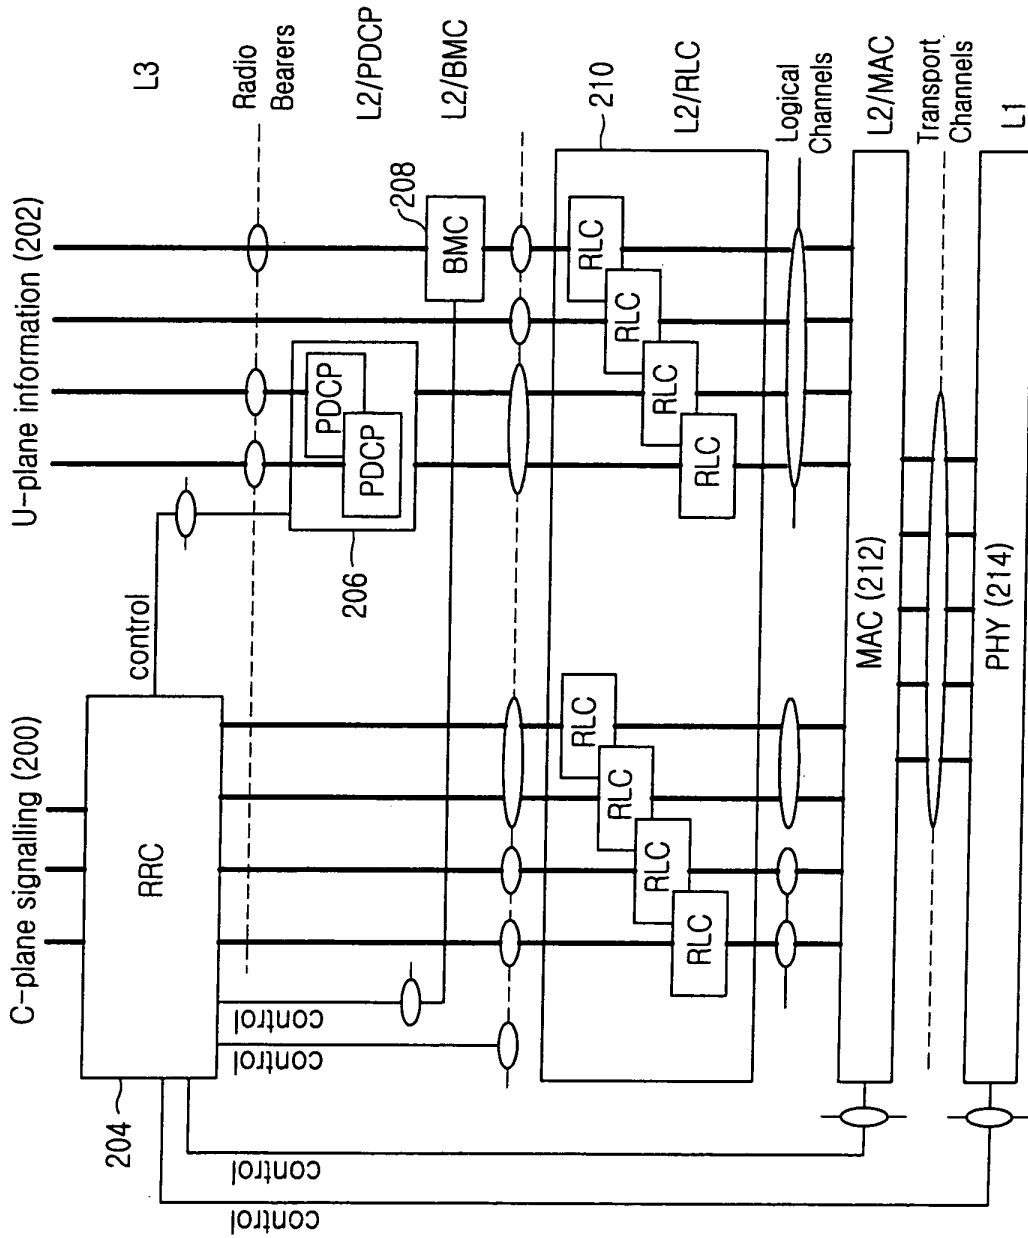 C-plane signalling (200)
U-plane information (202)
L3
204
RRC
control
Radio
Bearers
control
control
control
control
206
PDCP
PDCP
L2/PDCP
208
BMC
L2/BMC
210
RLC
RLC
RLC
RLC
RLC
RLC
RLC
RLC
L2/RLC
Logical
Channels
MAC (212)
L2/MAC
Transport
Channels
PHY (214)
L1